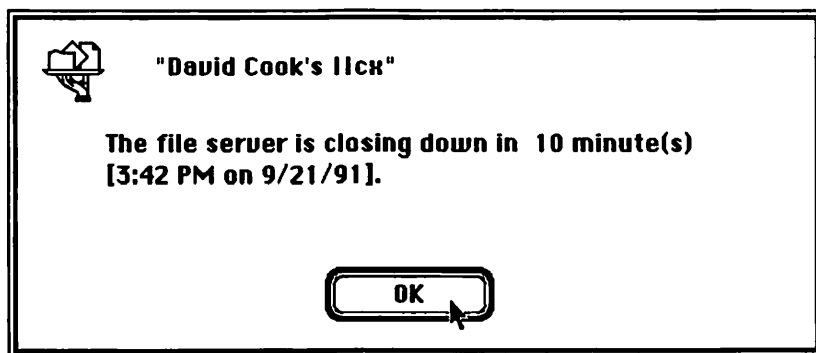 "David Cook's IIcx"
The file server is closing down in 10 minute(s)
[3:42 PM on 9/21/91].
OK